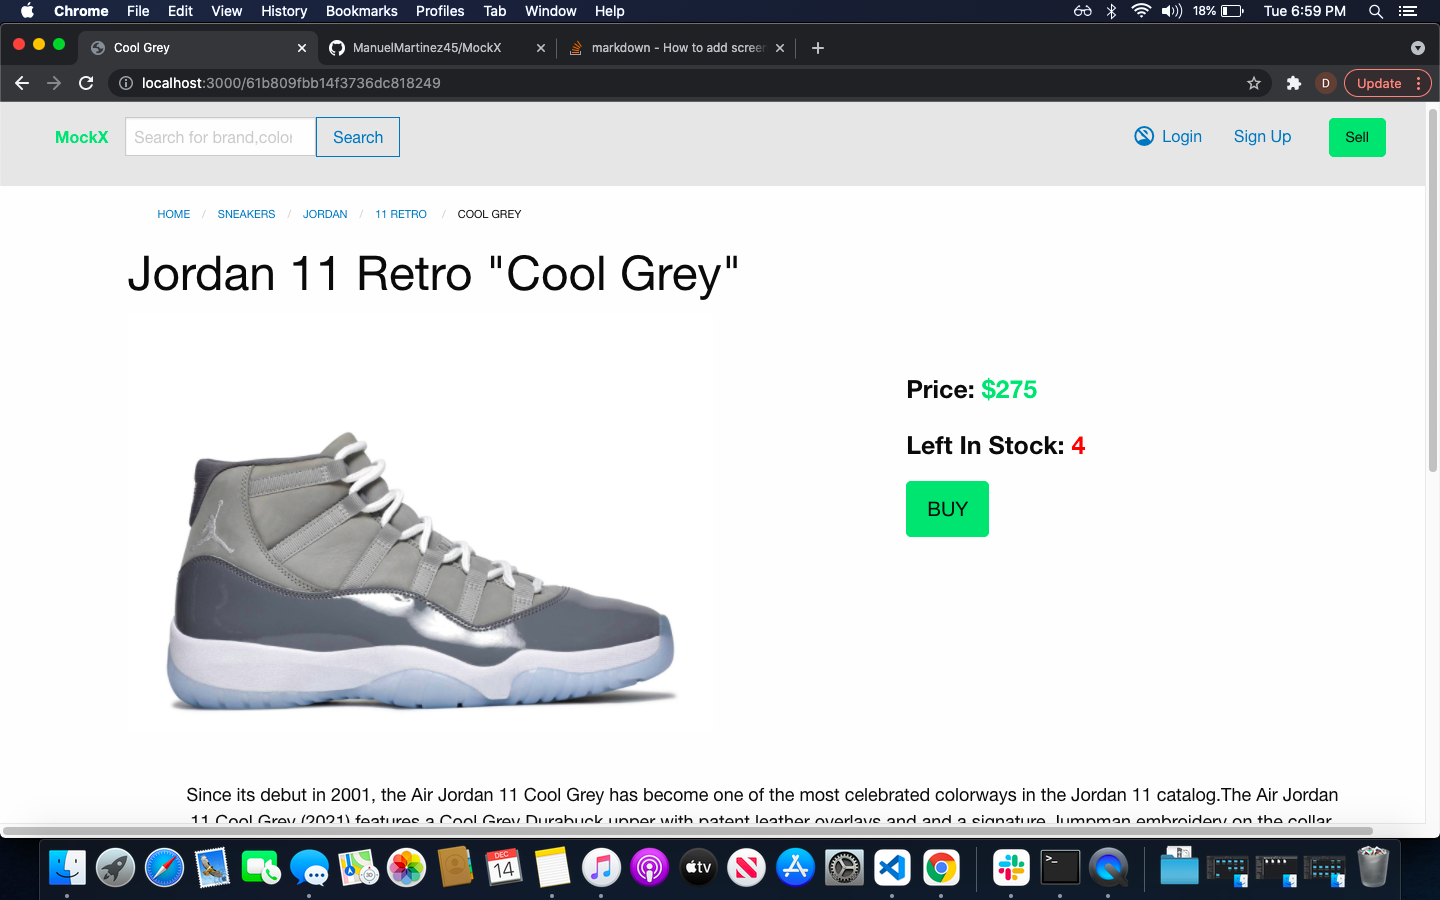 Chrome File Edit View History Bookmarks Profiles Tab Window Help 18% Tue 6:59 PM
Cool Grey ManuelMartinez45/MockX markdown - How to add screen
localhost:3000/61b809fbb14f3736dc818249 D Update
MockX Search for brand,color Search Login Sign Up Sell
HOME / SNEAKERS / JORDAN / 11 RETRO / COOL GREY
Jordan 11 Retro "Cool Grey"
Price: $275
Left In Stock: 4
BUY
Since its debut in 2001, the Air Jordan 11 Cool Grey has become one of the most celebrated colorways in the Jordan 11 catalog.The Air Jordan
11 Cool Grey (2021) features a Cool Grey Durabuck upper with patent leather overlays and and a signature Jumpman embroidery on the collar.
DEC
14
tv
>_